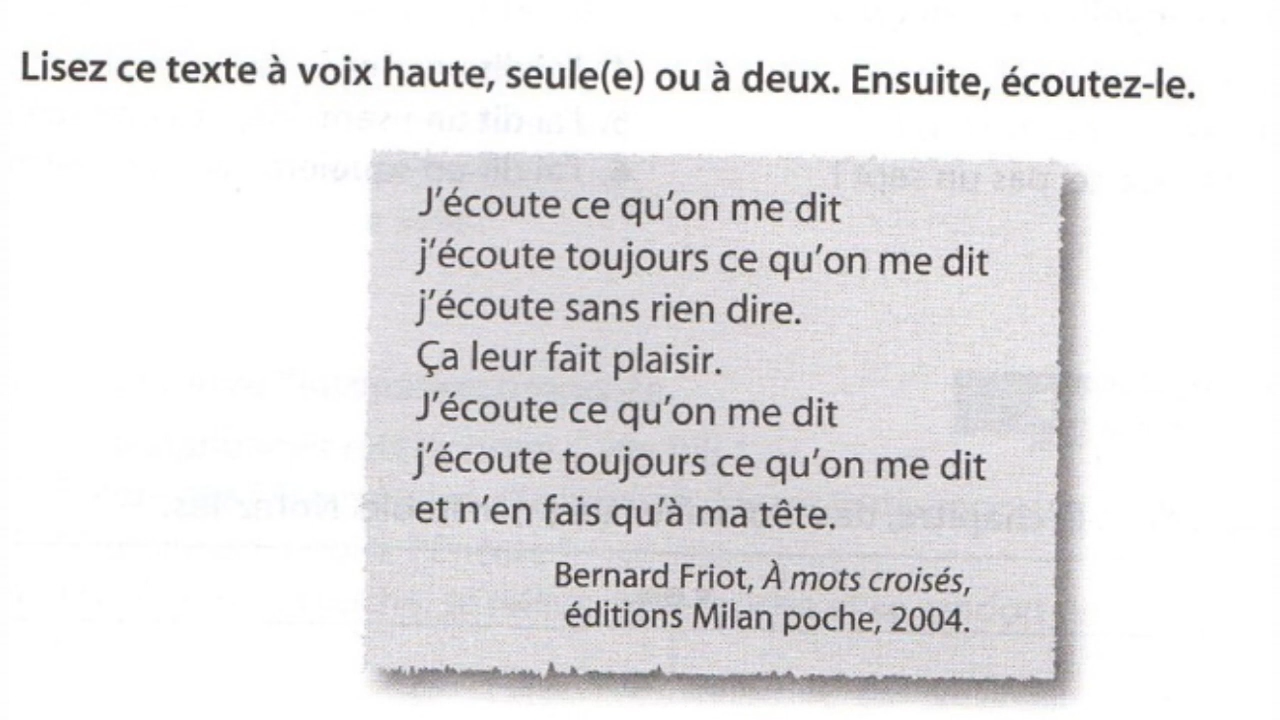 Lisez ce texte à voix haute, seule(e) ou à deux. Ensuite, écoutez-le.
J'écoute ce qu'on me dit
j'écoute toujours ce qu'on me dit
j'écoute sans rien dire.
Ça leur fait plaisir.
J'écoute ce qu'on me dit
j'écoute toujours ce qu'on me dit
et n'en fais qu'à ma tête.
Bernard Friot, À mots croisés,
éditions Milan poche, 2004.